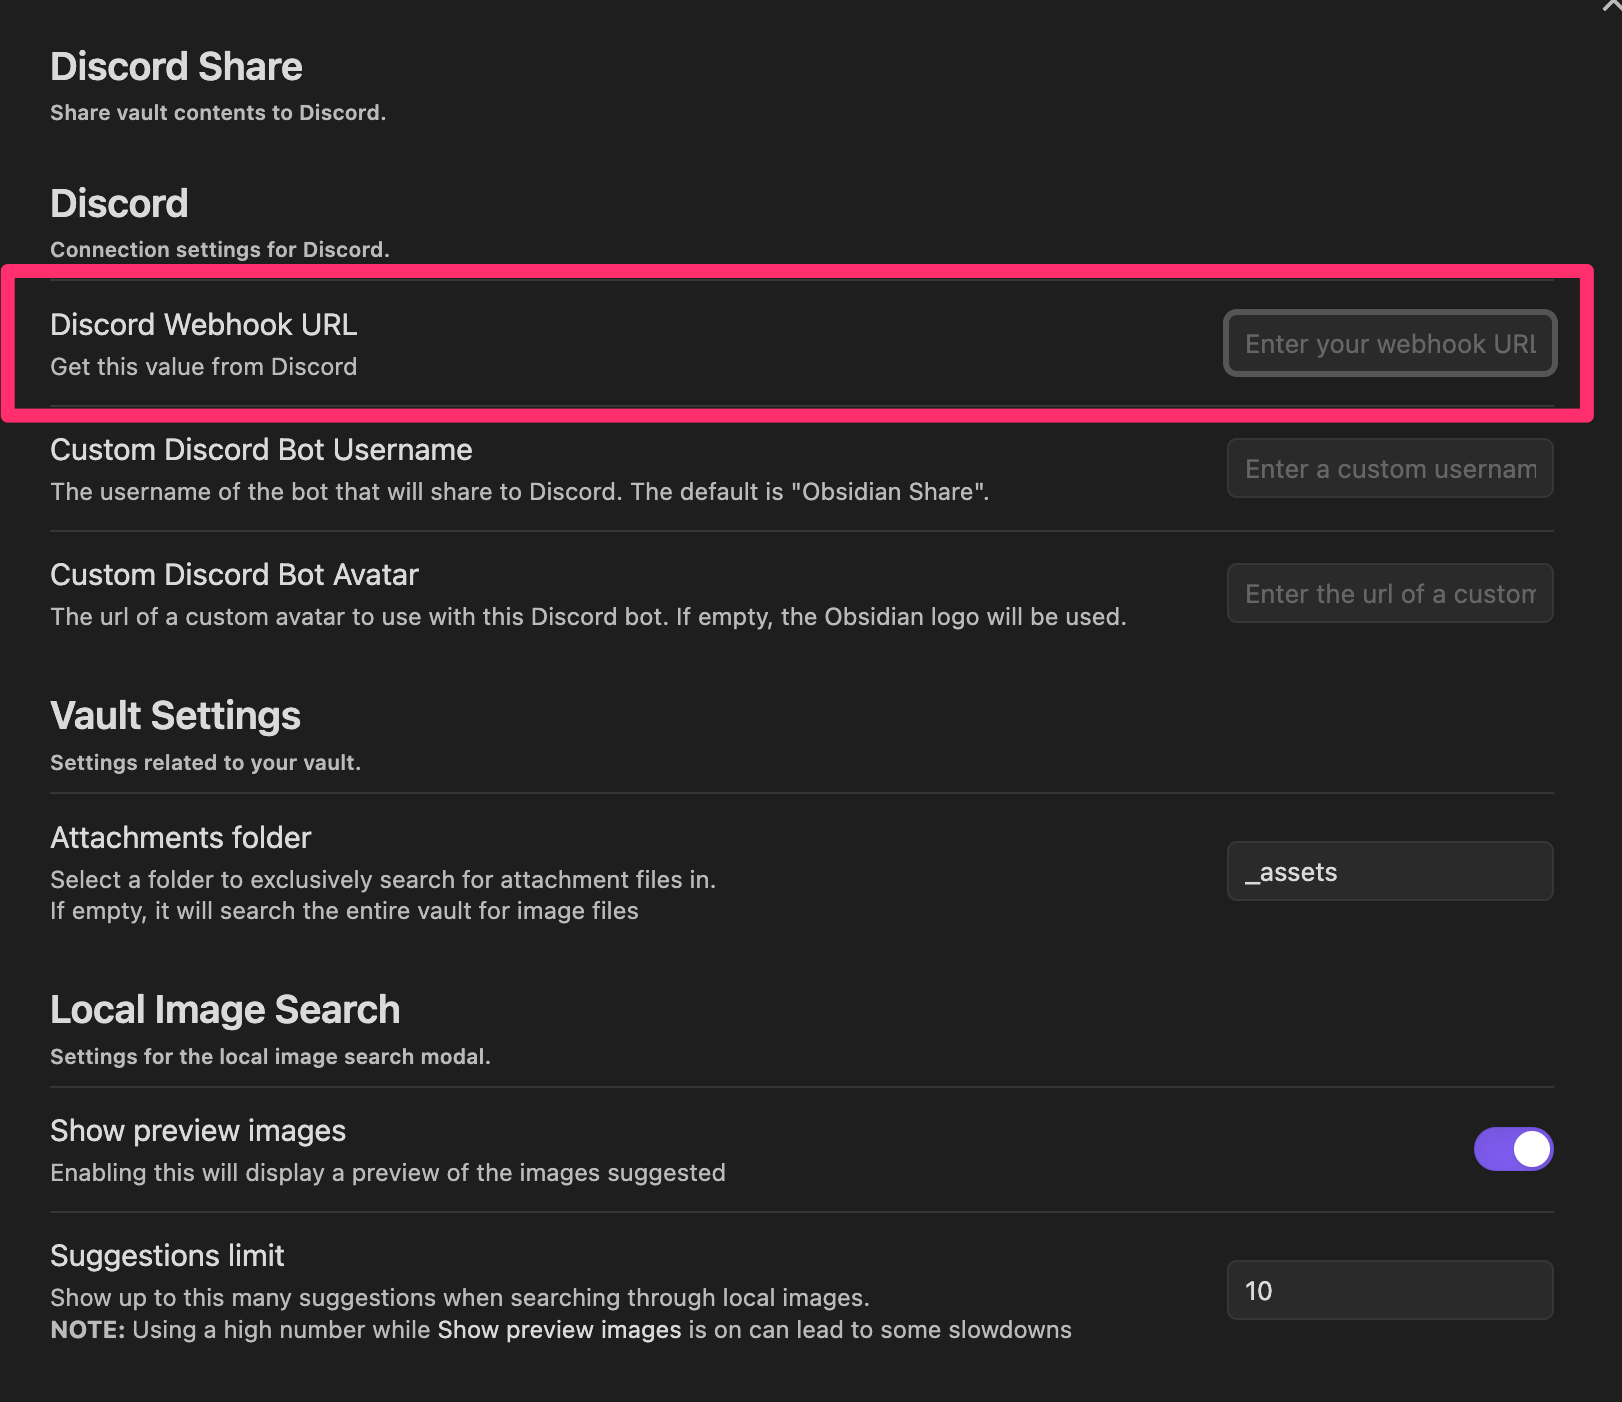 Discord Share
Share vault contents to Discord.
Discord
Connection settings for Discord.
Discord Webhook URL
Get this value from Discord
Enter your webhook URL
Custom Discord Bot Username
The username of the bot that will share to Discord. The default is "Obsidian Share".
Enter a custom usernam
Custom Discord Bot Avatar
The url of a custom avatar to use with this Discord bot. If empty, the Obsidian logo will be used.
Enter the url of a custom
Vault Settings
Settings related to your vault.
Attachments folder
Select a folder to exclusively search for attachment files in.
If empty, it will search the entire vault for image files
_assets
Local Image Search
Settings for the local image search modal.
Show preview images
Enabling this will display a preview of the images suggested
Suggestions limit
Show up to this many suggestions when searching through local images.
NOTE: Using a high number while Show preview images is on can lead to some slowdowns
10